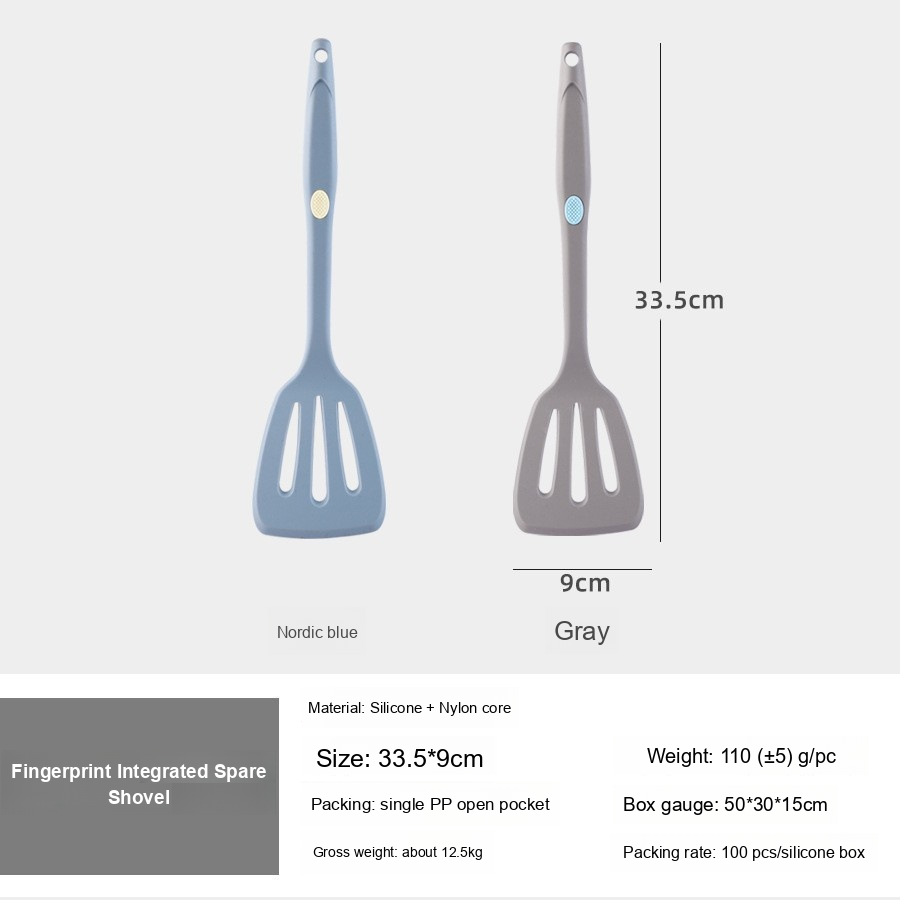 33.5cm
9cm
Nordic blue
Gray
Fingerprint Integrated Spare
Shovel
Material: Silicone + Nylon core
Size: 33.5*9cm
Weight: 110 (±5) g/pc
Packing: single PP open pocket
Box gauge: 50*30*15cm
Gross weight: about 12.5kg
Packing rate: 100 pcs/silicone box